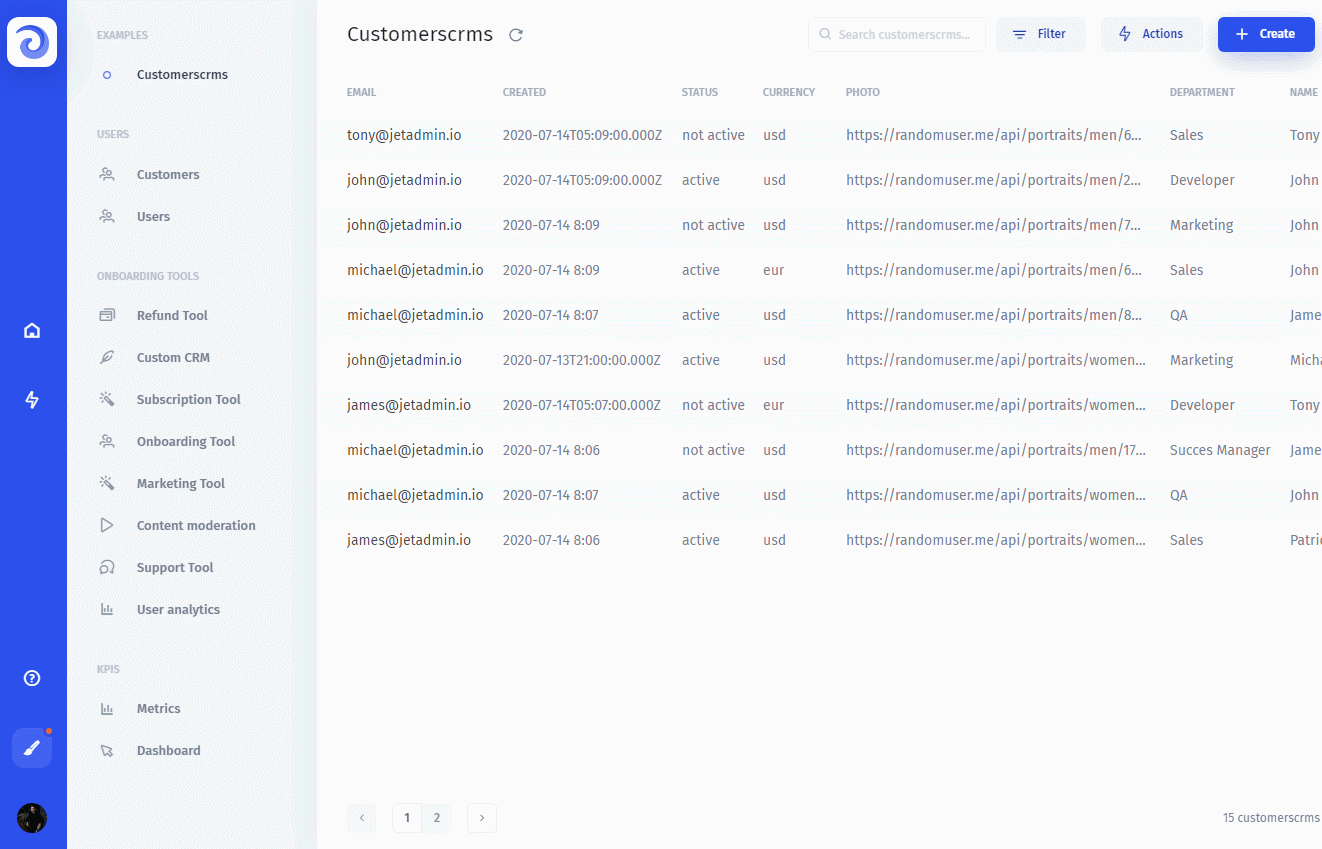 EXAMPLES
Customerscrms
USERS
Customers
Users
ONBOARDING TOOLS
Refund Tool
Custom CRM
Subscription Tool
Onboarding Tool
Marketing Tool
Content moderation
Support Tool
User analytics
KPIS
Metrics
Dashboard
Customerscrms
Search customerscrms...
Filter
Actions
Create
EMAIL CREATED STATUS CURRENCY PHOTO DEPARTMENT NAME
tony@jetadmin.io 2020-07-14T05:09:00.000Z not active usd https://randomuser.me/api/portraits/men/6... Sales Tony
john@jetadmin.io 2020-07-14T05:09:00.000Z active usd https://randomuser.me/api/portraits/men/2... Developer John
john@jetadmin.io 2020-07-14 8:09 not active usd https://randomuser.me/api/portraits/men/7... Marketing John
michael@jetadmin.io 2020-07-14 8:09 active eur https://randomuser.me/api/portraits/men/6... Sales John
michael@jetadmin.io 2020-07-14 8:07 active usd https://randomuser.me/api/portraits/men/8... QA Jame
john@jetadmin.io 2020-07-13T21:00:00.000Z active usd https://randomuser.me/api/portraits/women... Marketing Micha
james@jetadmin.io 2020-07-14T05:07:00.000Z not active eur https://randomuser.me/api/portraits/women... Developer Tony
michael@jetadmin.io 2020-07-14 8:06 not active usd https://randomuser.me/api/portraits/men/17... Succes Manager Jame
michael@jetadmin.io 2020-07-14 8:07 active usd https://randomuser.me/api/portraits/women... QA John
james@jetadmin.io 2020-07-14 8:06 active usd https://randomuser.me/api/portraits/women... Sales Patric
1 2
15 customerscrms